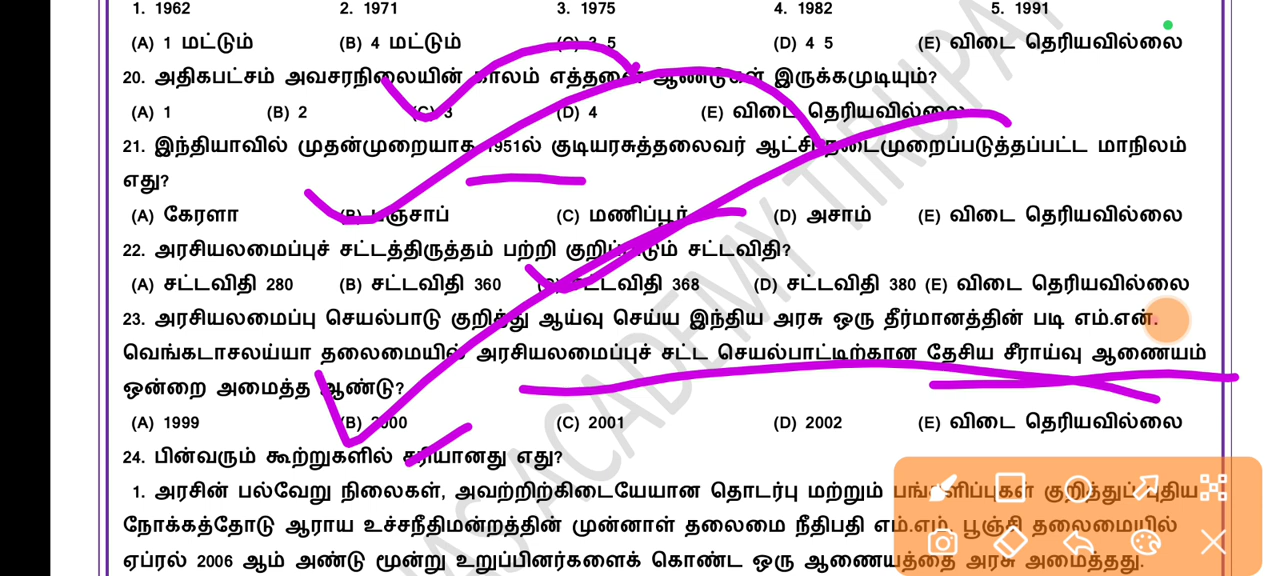 1. 1962 2. 1971 3. 1975 4. 1982 5. 1991
(A) 1 மட்டும் (B) 4 மட்டும் (C) 3 5 (D) 4 5 (E) விடை தெரியவில்லை
20. அதிகபட்சம் அவசரநிலையின் காலம் எத்தனை ஆண்டுகள் இருக்கமுடியும்?
(A) 1 (B) 2 (C) 3 (D) 4 (E) விடை தெரியவில்லை
21. இந்தியாவில் முதன்முறையாக 1951ல் குடியரசுத்தலைவர் ஆட்சி நடைமுறைப்படுத்தப்பட்ட மாநிலம்
எது?
(A) கேரளா (B) பஞ்சாப் (C) மணிப்பூர் (D) அசாம் (E) விடை தெரியவில்லை
22. அரசியலமைப்புச் சட்டத்திருத்தம் பற்றி குறிப்பிடும் சட்டவிதி?
(A) சட்டவிதி 280 (B) சட்டவிதி 360 (C) சட்டவிதி 368 (D) சட்டவிதி 380 (E) விடை தெரியவில்லை
23. அரசியலமைப்பு செயல்பாடு குறித்து ஆய்வு செய்ய இந்திய அரசு ஒரு தீர்மானத்தின் படி எம்.என்.
வெங்கடாசலய்யா தலைமையில் அரசியலமைப்புச் சட்ட செயல்பாட்டிற்கான தேசிய சீராய்வு ஆணையம்
ஒன்றை அமைத்த ஆண்டு?
(A) 1999 (B) 2000 (C) 2001 (D) 2002 (E) விடை தெரியவில்லை
24. பின்வரும் கூற்றுகளில் சரியானது எது?
1. அரசின் பல்வேறு நிலைகள், அவற்றிற்கிடையேயான தொடர்பு மற்றும் பங்களிப்புகள் குறித்துப் புதிய
நோக்கத்தோடு ஆராய உச்சநீதிமன்றத்தின் முன்னாள் தலைமை நீதிபதி எம்.எம். பூஞ்சி தலைமையில்
ஏப்ரல் 2006 ஆம் அண்டு மூன்று உறுப்பினர்களைக் கொண்ட ஒரு ஆணையத்தை அரசு அமைத்தது.
ACADEMY TIRUPAT